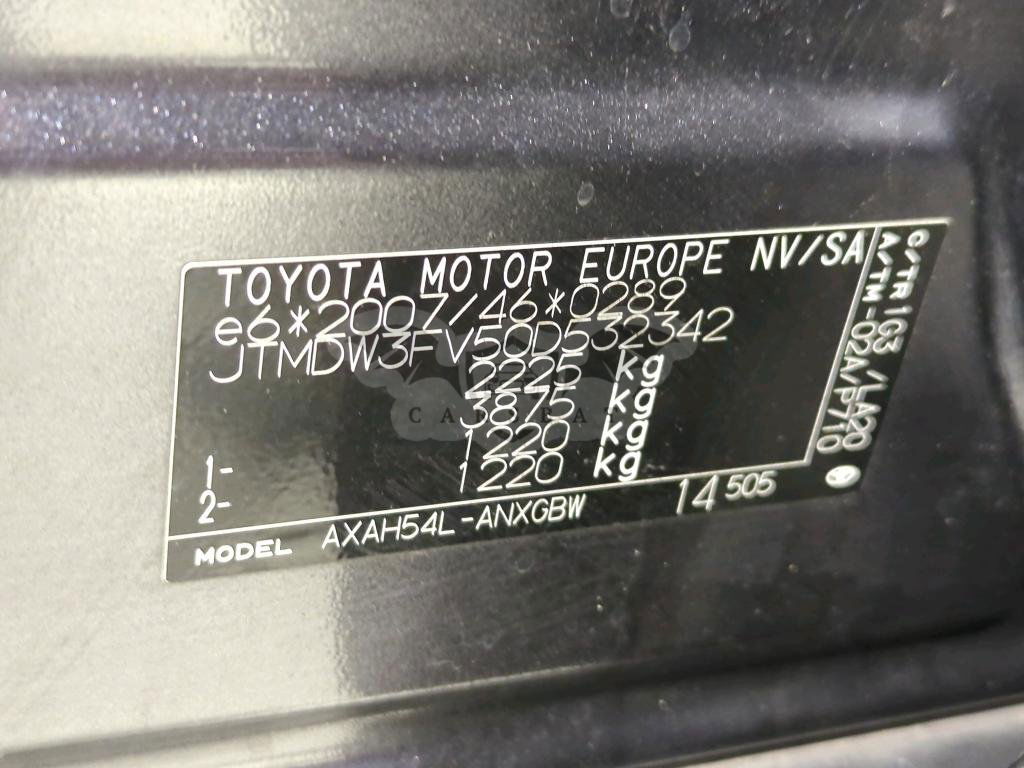 TOYOTA MOTOR EUROPE NV/SA
e6*2007/46*0289
JTMDW3FV50D532342
2225 kg
3875 kg
1- 1220 kg
2- 1220 kg
MODEL AXAH54L-ANXGBW
14 505
C/TR 1G3 /LA20
A/TM -02A/P710